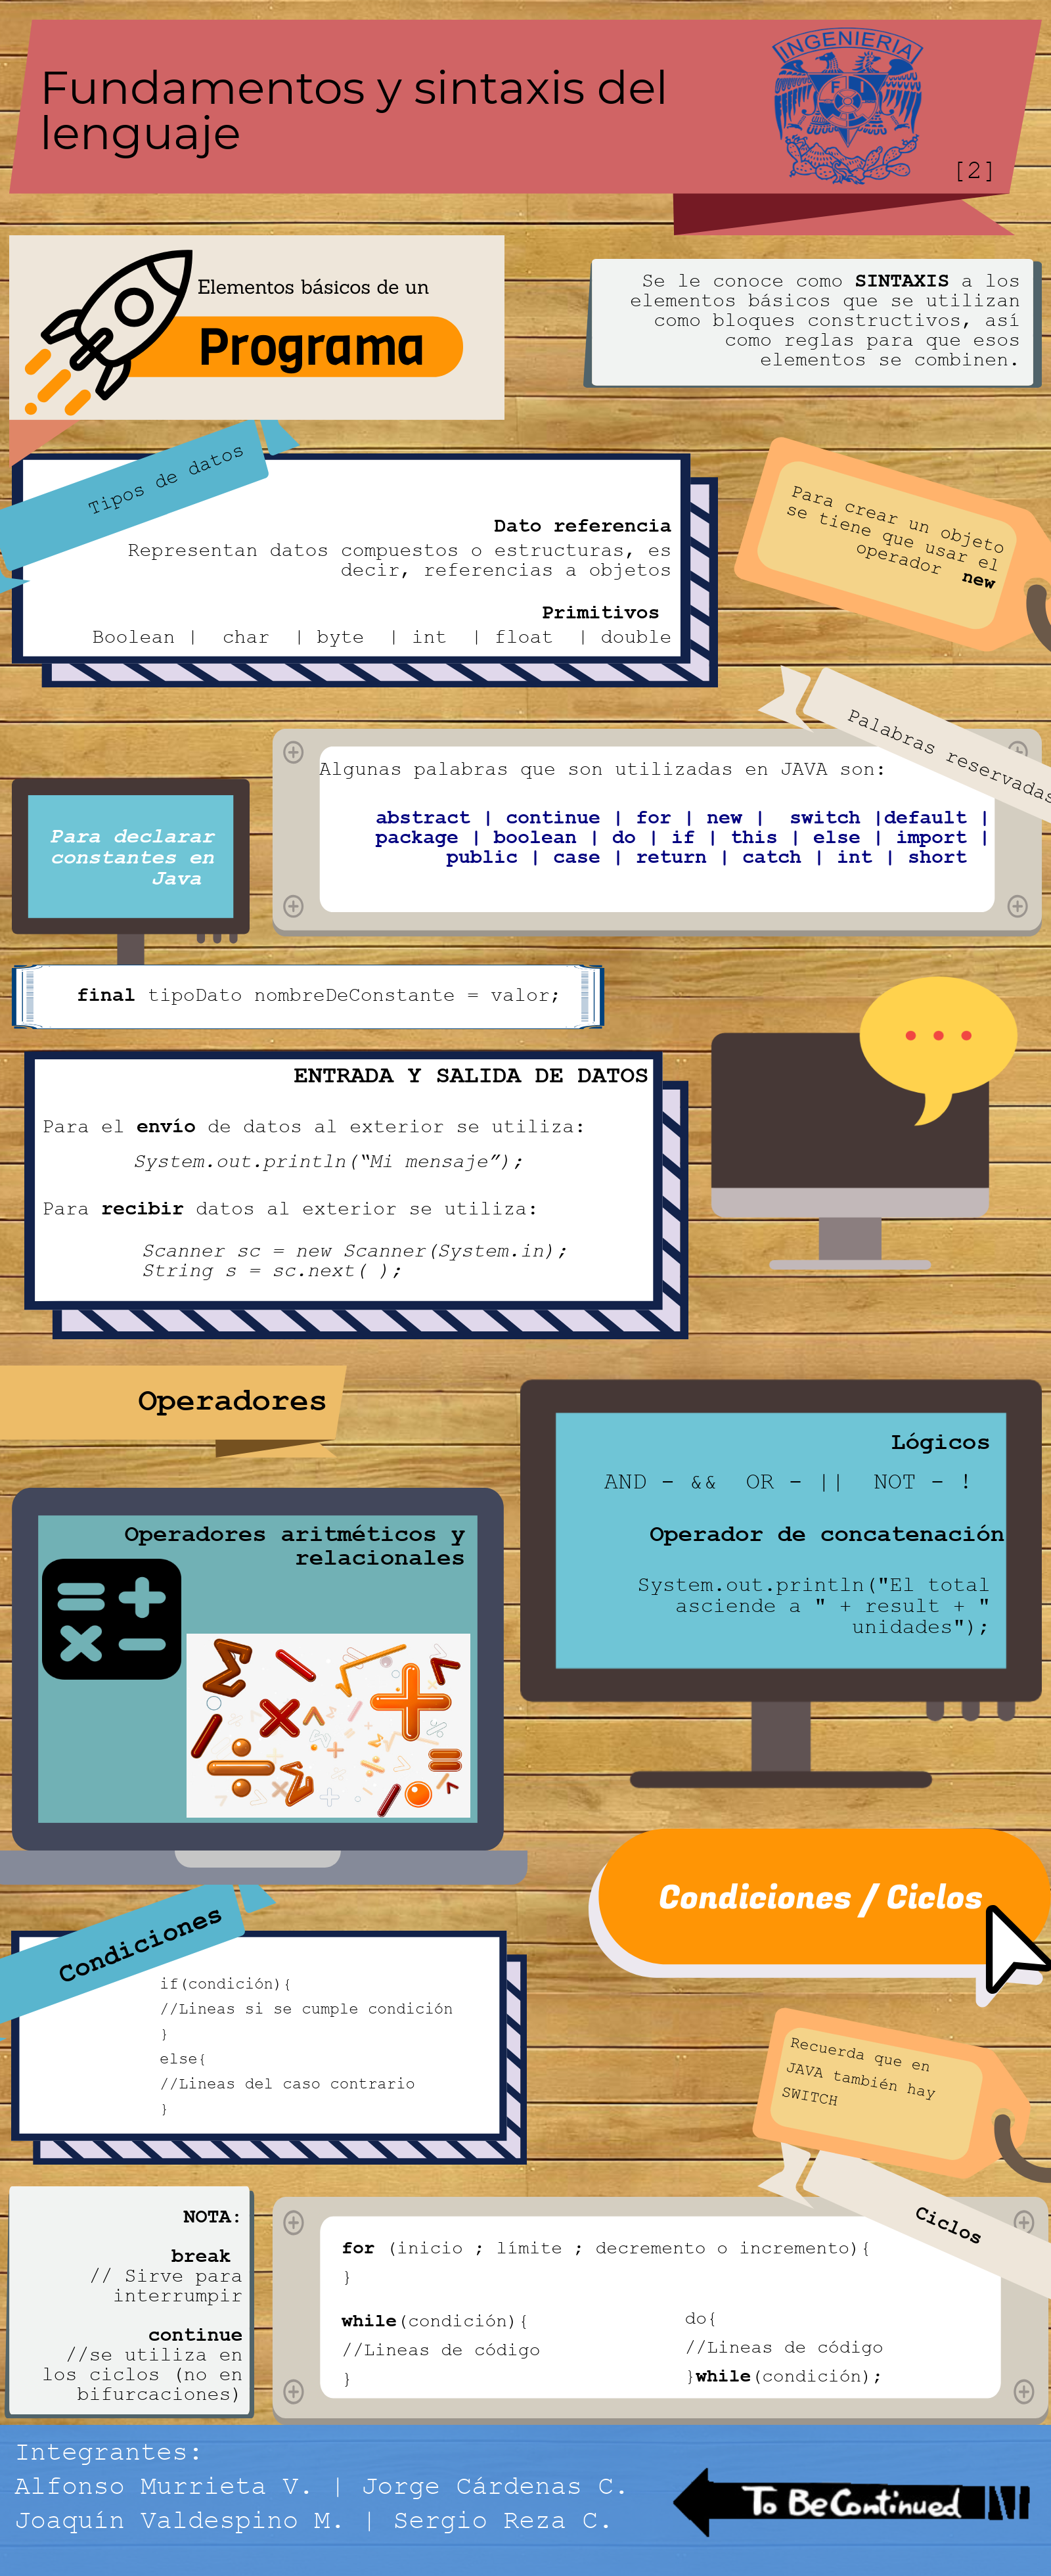 Fundamentos y sintaxis del
lenguaje
INGENIERIA
[2]
Elementos básicos de un
Programa
Se le conoce como SINTAXIS a los
elementos básicos que se utilizan
como bloques constructivos, así
como reglas para que esos
elementos se combinen.
Tipos de datos
Dato referencia
Representan datos compuestos o estructuras, es
decir, referencias a objetos
Primitivos
Boolean | char | byte | int | float | double
Para crear un objeto
se tiene que usar el
operador new
Palabras reservadas
Algunas palabras que son utilizadas en JAVA son:
abstract | continue | for | new | switch |default |
package | boolean | do | if | this | else | import |
public | case | return | catch | int | short
Para declarar
constantes en
Java
final tipoDato nombreDeConstante = valor;
ENTRADA Y SALIDA DE DATOS
Para el envío de datos al exterior se utiliza:
System.out.println(“Mi mensaje”);
Para recibir datos al exterior se utiliza:
Scanner sc = new Scanner(System.in);
String s = sc.next( );
Operadores
Lógicos
AND - && OR - || NOT - !
Operador de concatenación
System.out.println("El total
asciende a " + result + "
unidades");
Operadores aritméticos y
relacionales
Condiciones / Ciclos
Condiciones
if(condición){
//Lineas si se cumple condición
}
else{
//Lineas del caso contrario
}
Recuerda que en
JAVA también hay
SWITCH
Ciclos
NOTA:
break
// Sirve para
interrumpir
continue
//se utiliza en
los ciclos (no en
bifurcaciones)
for (inicio ; límite ; decremento o incremento){
}
while(condición){
//Lineas de código
}
do{
//Lineas de código
}while(condición);
Integrantes:
Alfonso Murrieta V. | Jorge Cárdenas C.
Joaquín Valdespino M. | Sergio Reza C.
To Be Continued